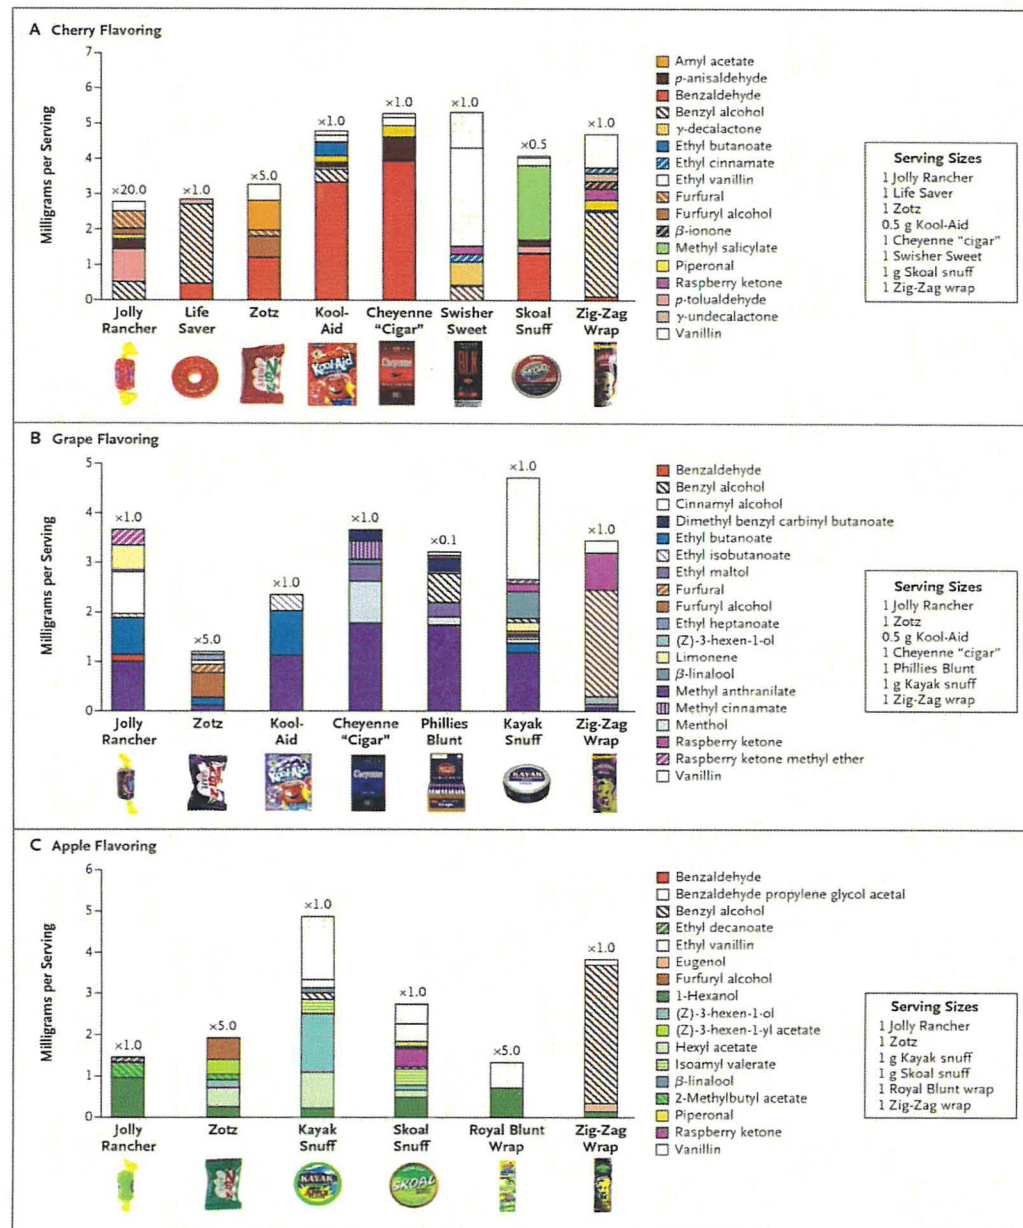 A Cherry Flavoring
Milligrams per Serving
7
6
5
4
3
2
1
0
×20.0
×1.0
×5.0
×1.0
×1.0
×1.0
×0.5
×1.0
Jolly Rancher
Life Saver
Zotz
Kool-Aid
Cheyenne "Cigar"
Swisher Sweet
Skoal Snuff
Zig-Zag Wrap
Amyl acetate
p-anisaldehyde
Benzaldehyde
Benzyl alcohol
γ-decalactone
Ethyl butanoate
Ethyl cinnamate
Ethyl vanillin
Furfural
Furfuryl alcohol
β-ionone
Methyl salicylate
Piperonal
Raspberry ketone
p-tolualdehyde
γ-undecalactone
Vanillin
Serving Sizes
1 Jolly Rancher
1 Life Saver
1 Zotz
0.5 g Kool-Aid
1 Cheyenne "cigar"
1 Swisher Sweet
1 g Skoal snuff
1 Zig-Zag wrap
Zotz
Kool-Aid
Cheyenne
BLK
SKOAL
B Grape Flavoring
Milligrams per Serving
5
4
3
2
1
0
×1.0
×5.0
×1.0
×1.0
×0.1
×1.0
×1.0
Jolly Rancher
Zotz
Kool-Aid
Cheyenne "Cigar"
Phillies Blunt
Kayak Snuff
Zig-Zag Wrap
Benzaldehyde
Benzyl alcohol
Cinnamyl alcohol
Dimethyl benzyl carbinyl butanoate
Ethyl butanoate
Ethyl isobutanoate
Ethyl maltol
Furfural
Furfuryl alcohol
Ethyl heptanoate
(Z)-3-hexen-1-ol
Limonene
β-linalool
Methyl anthranilate
Methyl cinnamate
Menthol
Raspberry ketone
Raspberry ketone methyl ether
Vanillin
Serving Sizes
1 Jolly Rancher
1 Zotz
0.5 g Kool-Aid
1 Cheyenne "cigar"
1 Phillies Blunt
1 g Kayak snuff
1 Zig-Zag wrap
Zotz
Kool-Aid
Cheyenne
KAYAK
C Apple Flavoring
Milligrams per Serving
6
5
4
3
2
1
0
×1.0
×5.0
×1.0
×1.0
×5.0
×1.0
Jolly Rancher
Zotz
Kayak Snuff
Skoal Snuff
Royal Blunt Wrap
Zig-Zag Wrap
Benzaldehyde
Benzaldehyde propylene glycol acetal
Benzyl alcohol
Ethyl decanoate
Ethyl vanillin
Eugenol
Furfuryl alcohol
1-Hexanol
(Z)-3-hexen-1-ol
(Z)-3-hexen-1-yl acetate
Hexyl acetate
Isoamyl valerate
β-linalool
2-Methylbutyl acetate
Piperonal
Raspberry ketone
Vanillin
Serving Sizes
1 Jolly Rancher
1 Zotz
1 g Kayak snuff
1 g Skoal snuff
1 Royal Blunt wrap
1 Zig-Zag wrap
Zotz
KAYAK
SKOAL